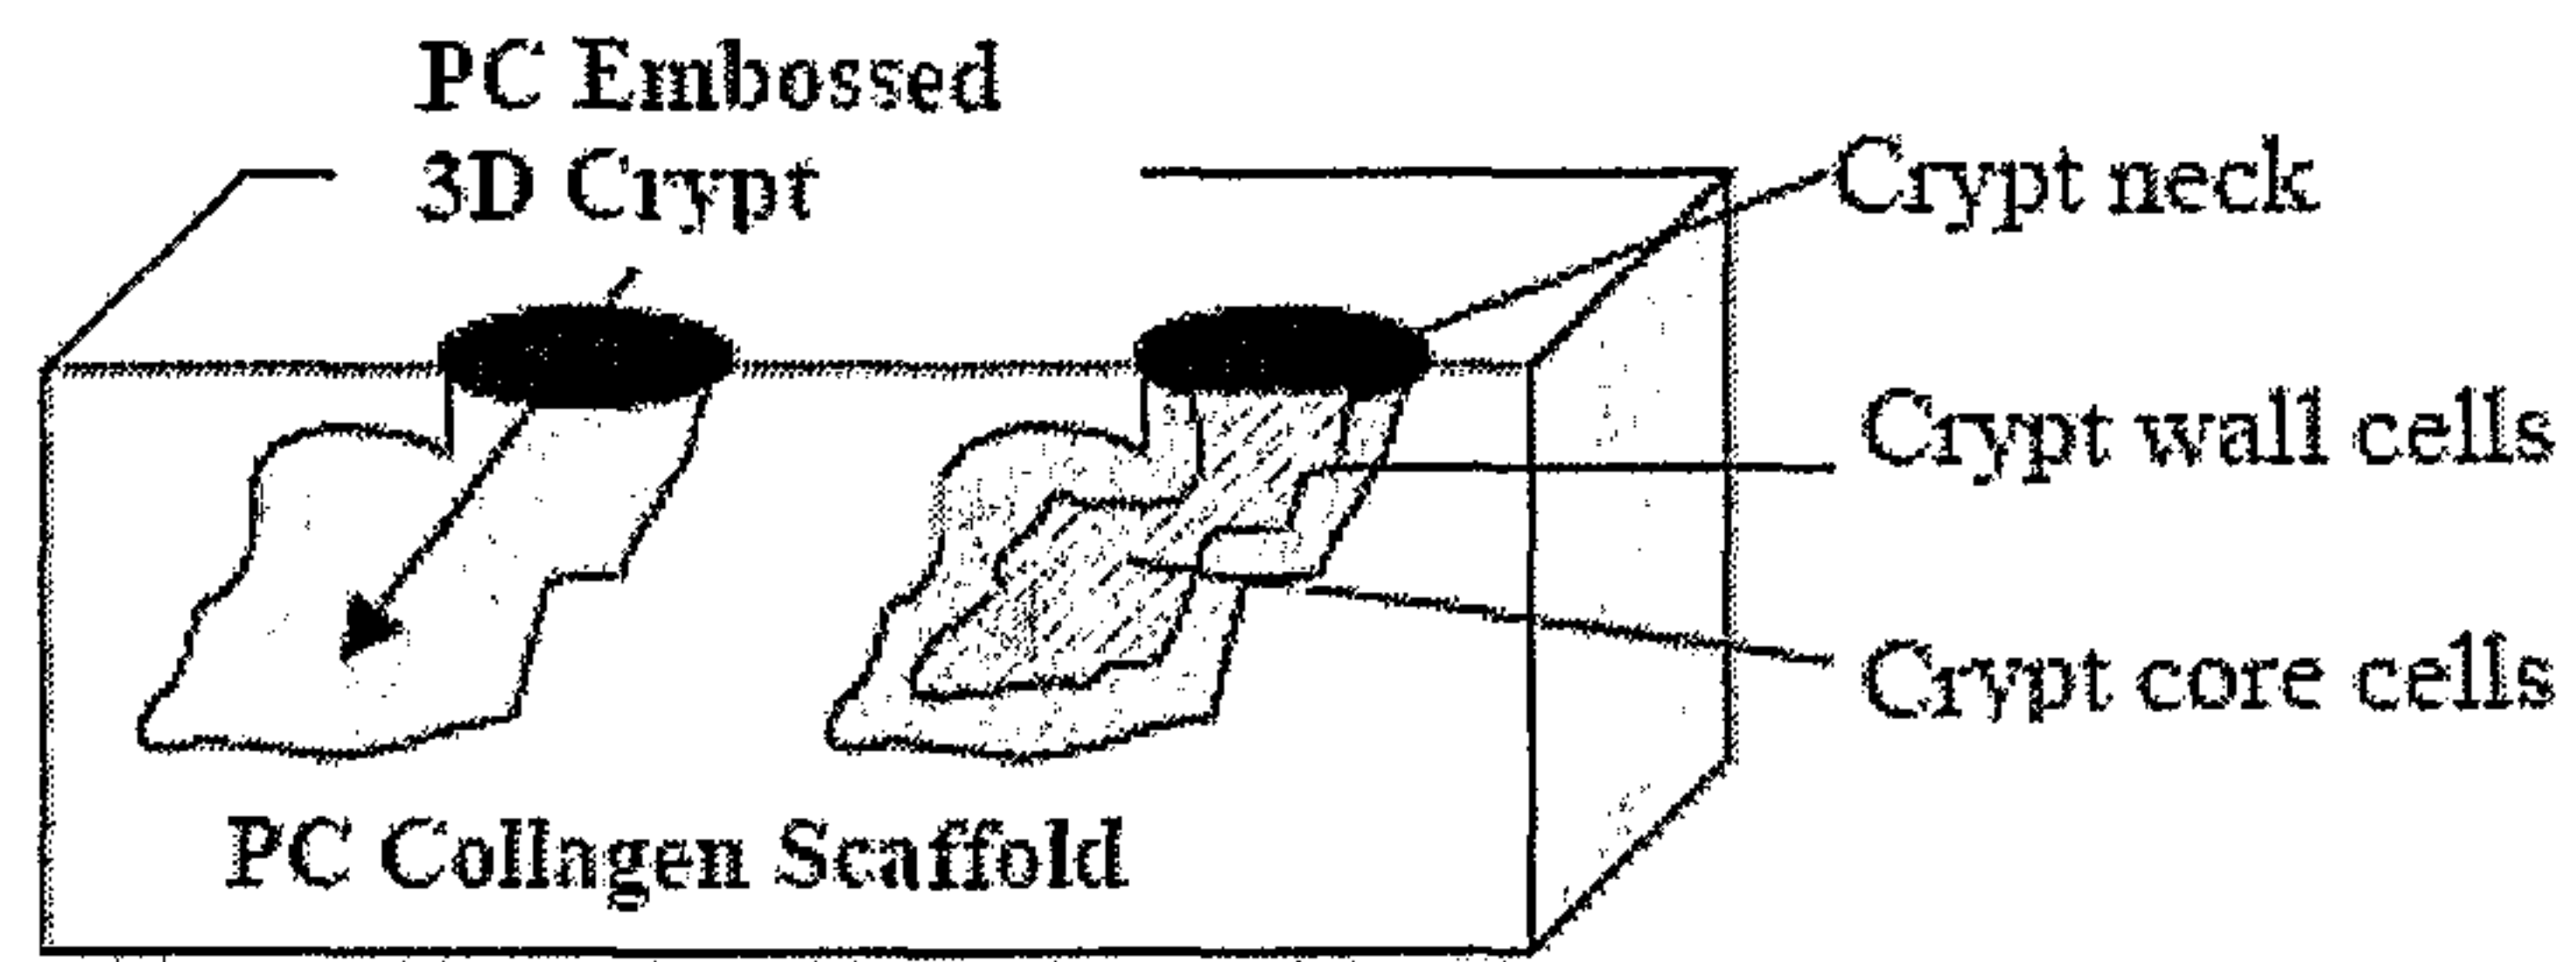 PC Embossed
3D Crypt
Crypt neck
Crypt wall cells
Crypt core cells
PC Collagen Scaffold